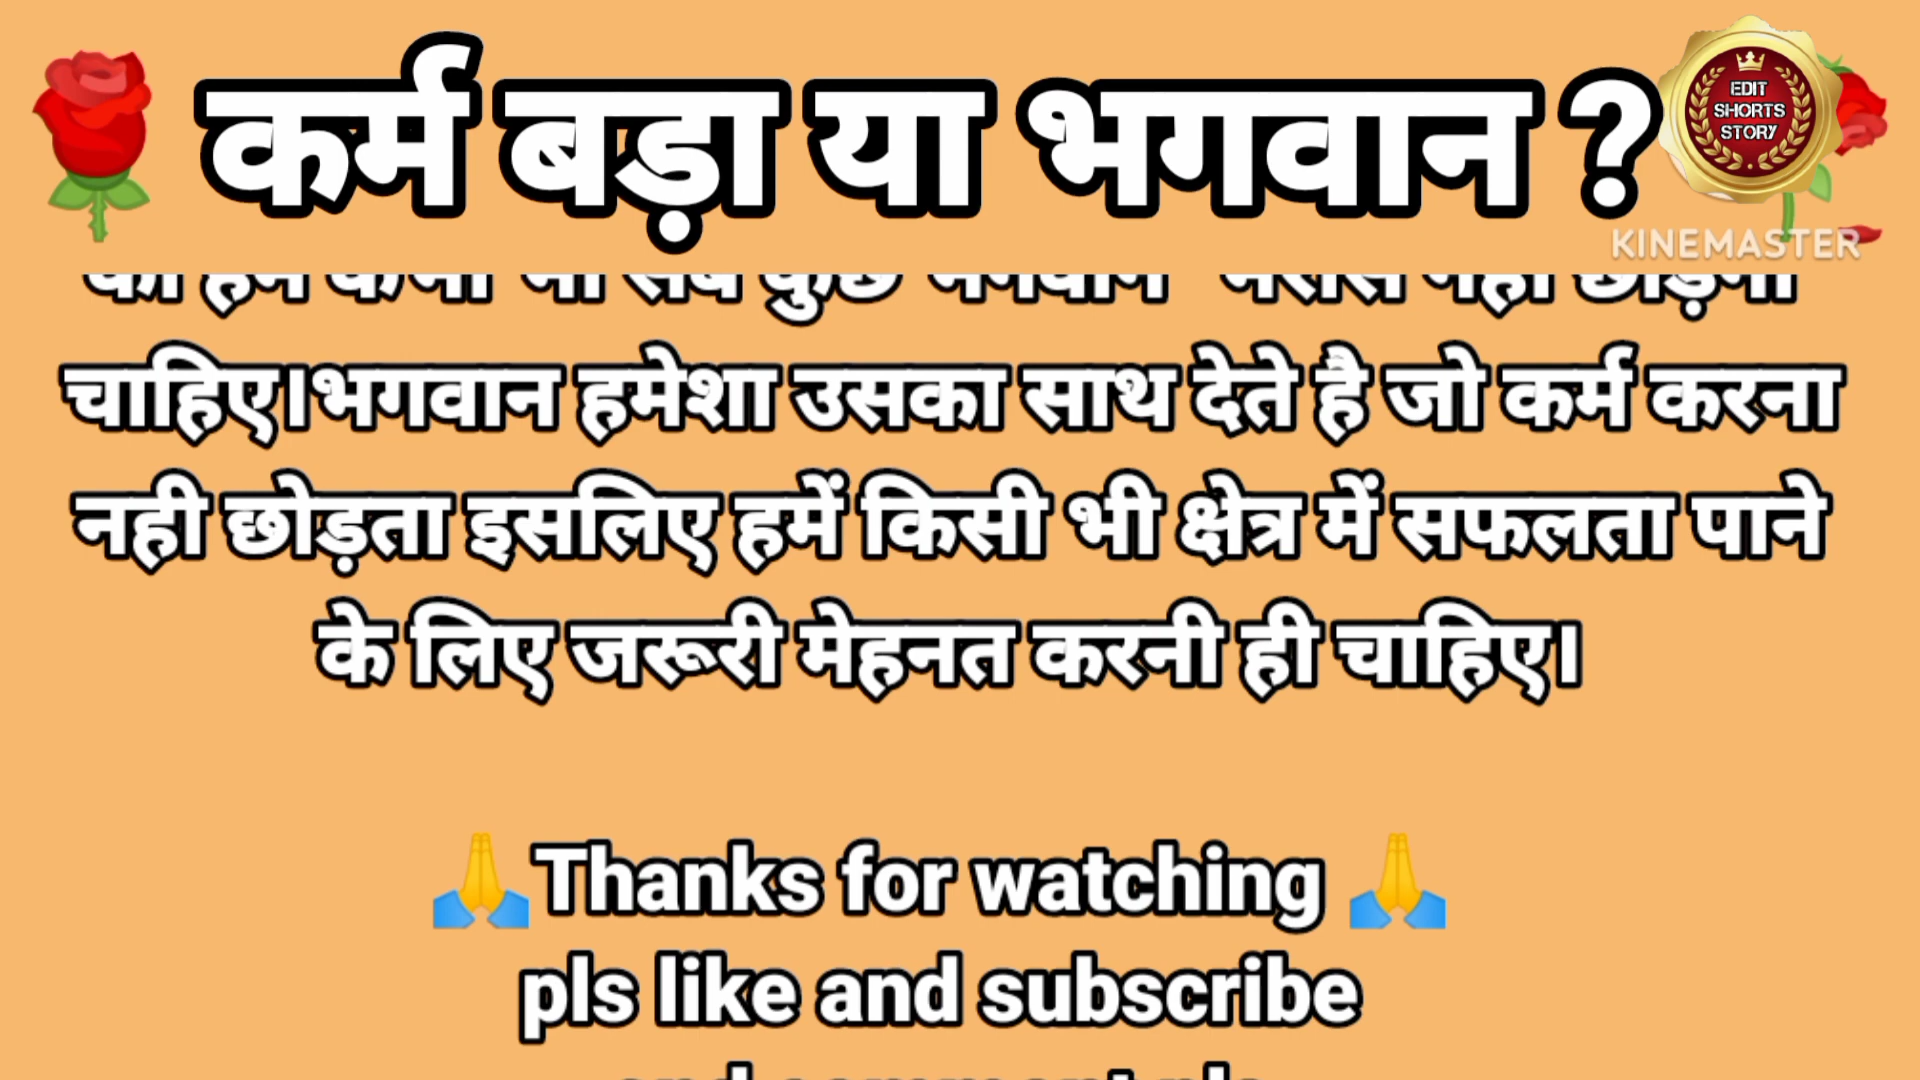 कर्म बड़ा या भगवान ?
EDIT
SHORTS
STORY
KINEMASTER
चाहिए।भगवान हमेशा उसका साथ देते है जो कर्म करना
नही छोड़ता इसलिए हमें किसी भी क्षेत्र में सफलता पाने
के लिए जरूरी मेहनत करनी ही चाहिए।
🙏Thanks for watching 🙏
pls like and subscribe